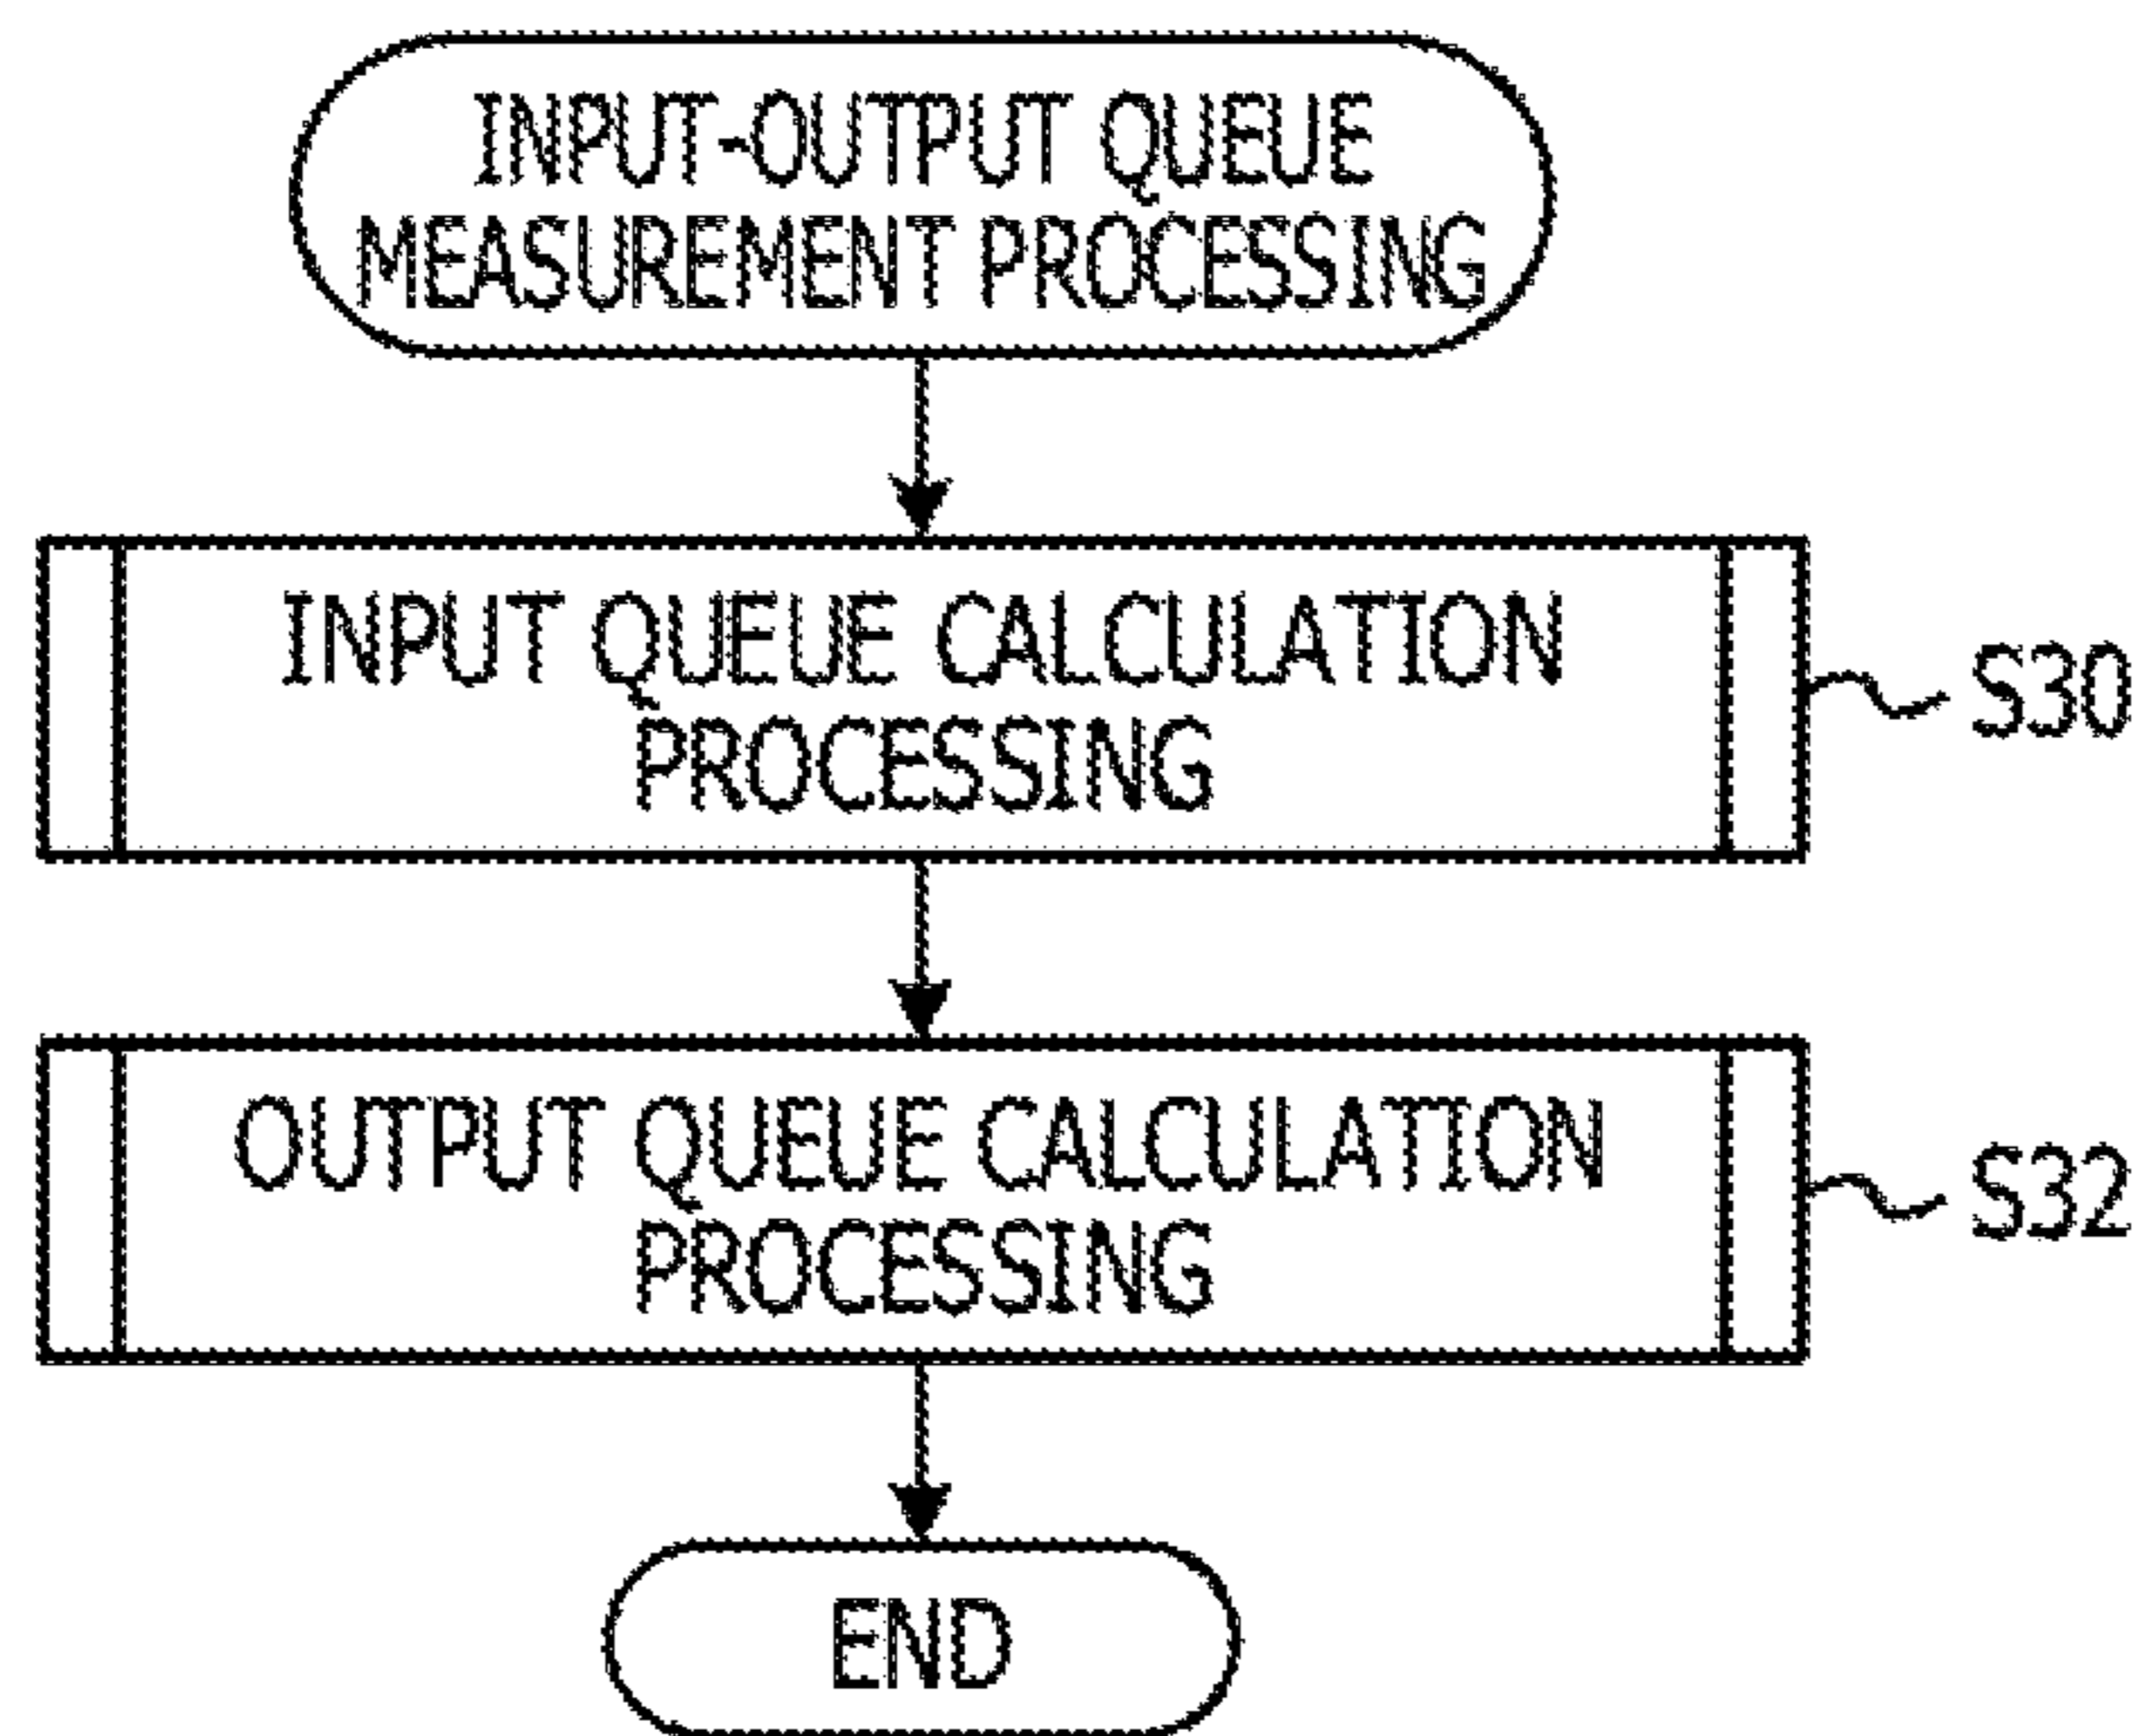 INPUT-OUTPUT QUEUE
MEASUREMENT PROCESSING
INPUT QUEUE CALCULATION
PROCESSING
S30
OUTPUT QUEUE CALCULATION
PROCESSING
S32
END